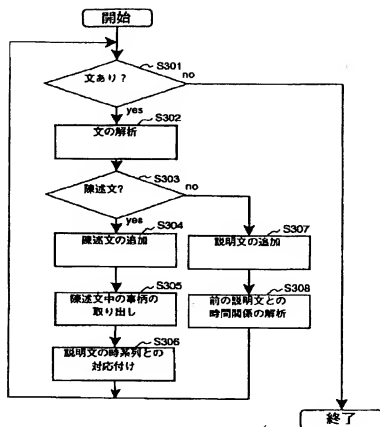 開始
S301
文あり?
no
yes
S302
文の解析
S303
陳述文?
no
yes
S304
陳述文の追加
S307
説明文の追加
S305
陳述文中の事柄の
取り出し
S308
前の説明文との
時間関係の解析
S306
説明文の時系列との
対応付け
終了